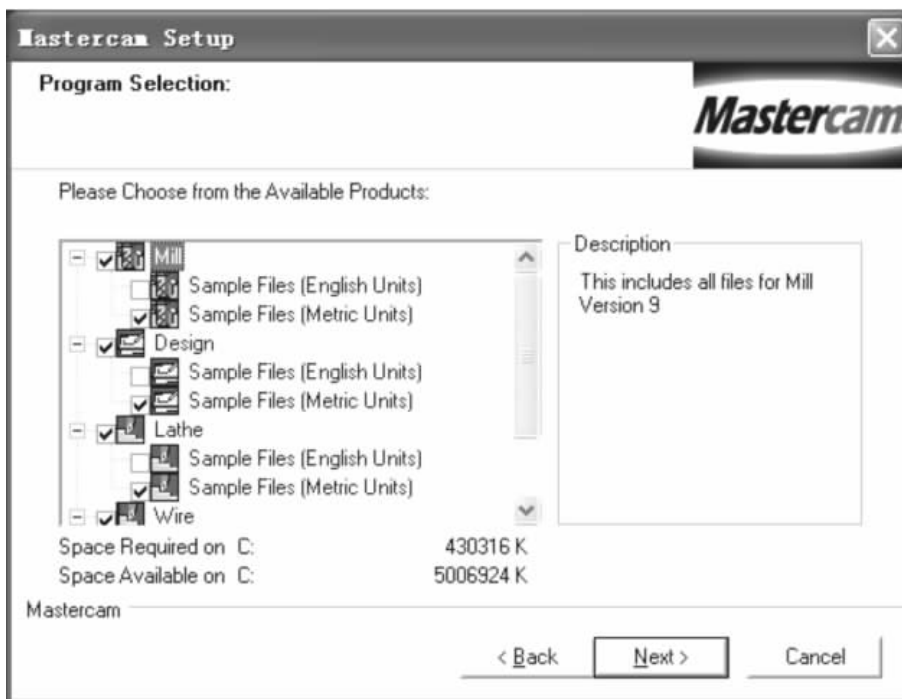 Mastercam Setup
Program Selection:
Mastercam
Please Choose from the Available Products:
Mill
Sample Files (English Units)
Sample Files (Metric Units)
Design
Sample Files (English Units)
Sample Files (Metric Units)
Lathe
Sample Files (English Units)
Sample Files (Metric Units)
Wire
Description
This includes all files for Mill
Version 9
Space Required on C: 430316 K
Space Available on C: 5006924 K
Mastercam
< Back Next > Cancel